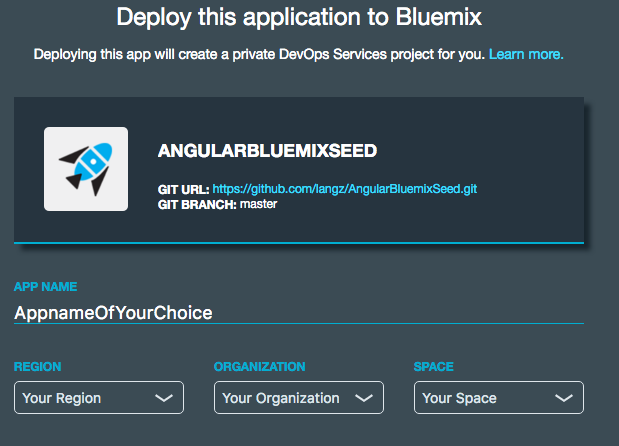 Deploy this application to Bluemix
Deploying this app will create a private DevOps Services project for you. Learn more.
ANGULARBLUEMIXSEED
GIT URL: https://github.com/langz/AngularBluemixSeed.git
GIT BRANCH: master
APP NAME
AppnameOfYourChoice
REGION ORGANIZATION SPACE
Your Region Your Organization Your Space